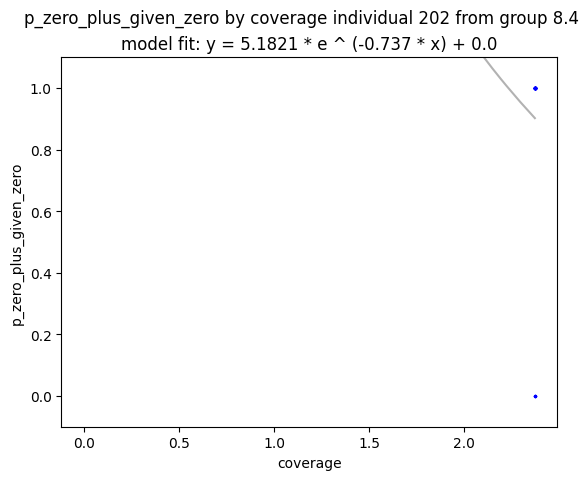 p_zero_plus_given_zero by coverage individual 202 from group 8.4
model fit: y = 5.1821 * e ^ (-0.737 * x) + 0.0
1.0
0.8
0.6
0.4
0.2
0.0
p_zero_plus_given_zero
0.0 0.5 1.0 1.5 2.0
coverage